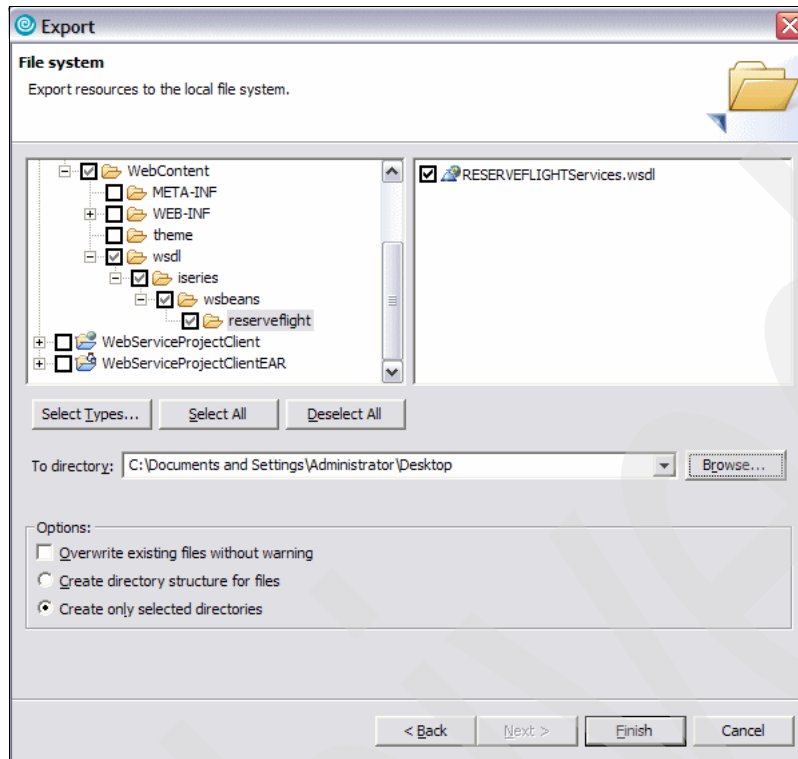 Export
File system
Export resources to the local file system.
WebContent
META-INF
WEB-INF
theme
wsdl
iseries
wsbeans
reserveflight
WebServiceProjectClient
WebServiceProjectClientEAR
RESERVEFLIGHTServices.wsdl
Select Types... Select All Deselect All
To directory: C:\Documents and Settings\Administrator\Desktop Browse...
Options:
Overwrite existing files without warning
Create directory structure for files
Create only selected directories
< Back Next > Finish Cancel